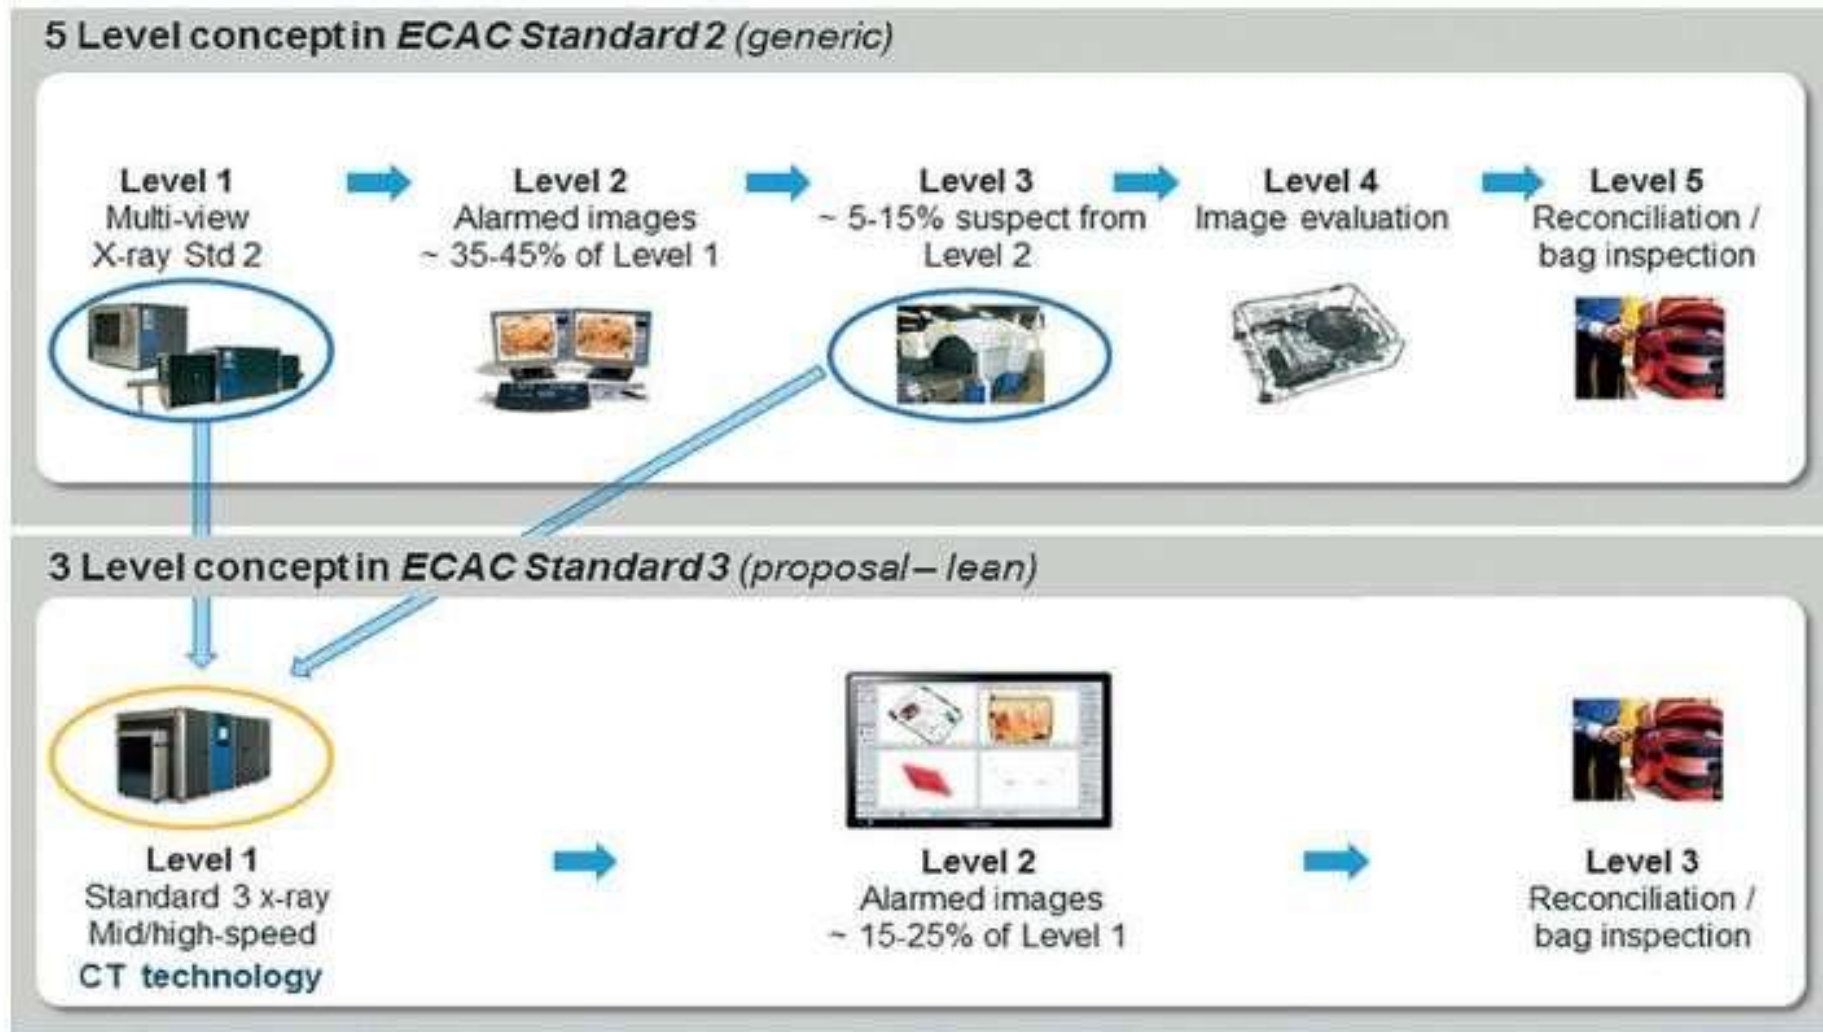 5 Level concept in ECAC Standard 2 (generic)
Level 1
Multi-view
X-ray Std 2
Level 2
Alarmed images
~ 35-45% of Level 1
Level 3
~ 5-15% suspect from
Level 2
Level 4
Image evaluation
Level 5
Reconciliation /
bag inspection
3 Level concept in ECAC Standard 3 (proposal – lean)
Level 1
Standard 3 x-ray
Mid/high-speed
CT technology
Level 2
Alarmed images
~ 15-25% of Level 1
Level 3
Reconciliation /
bag inspection